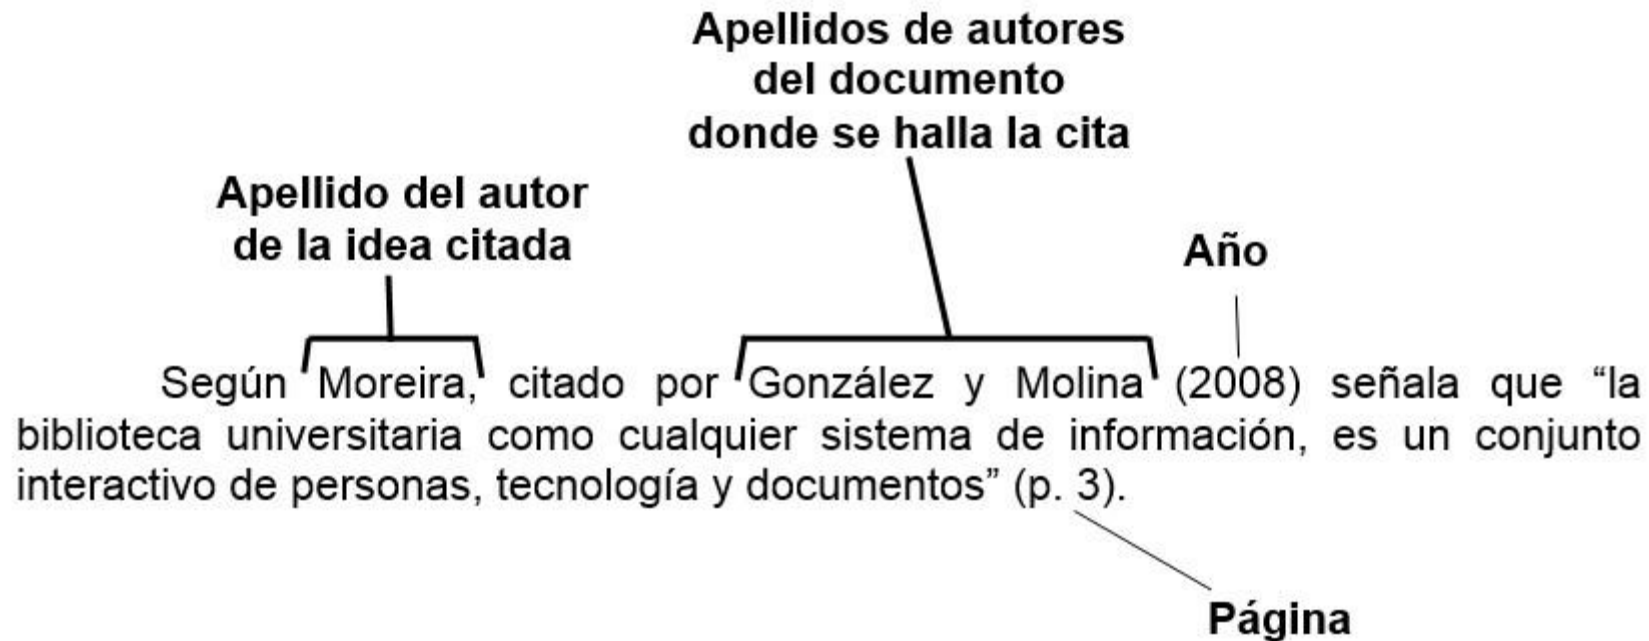 Apellidos de autores
del documento
donde se halla la cita
Apellido del autor
de la idea citada
Año
Según Moreira, citado por González y Molina (2008) señala que “la
biblioteca universitaria como cualquier sistema de información, es un conjunto
interactivo de personas, tecnología y documentos” (p. 3).
Página